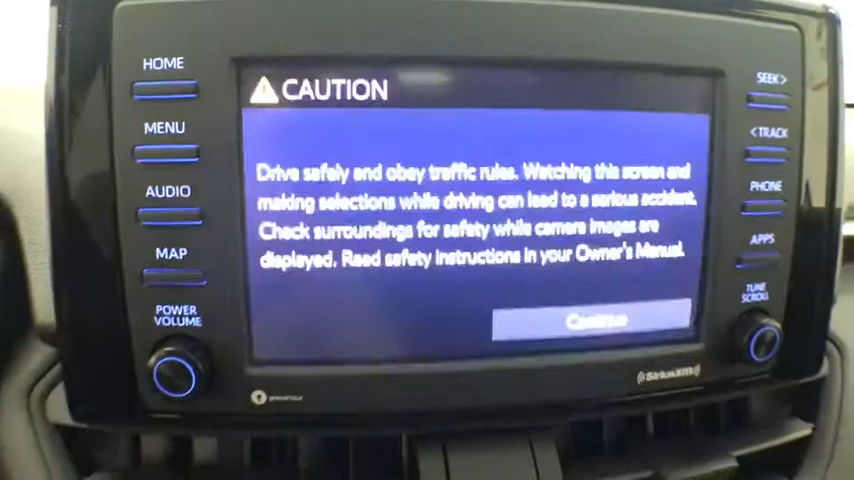 HOME
MENU
AUDIO
MAP
POWER
VOLUME
CAUTION
Drive safely and obey traffic rules. Watching this screen and
making selections while driving can lead to a serious accident.
Check surroundings for safety while camera images are
displayed. Read safety instructions in your Owner's Manual.
Continue
SEEK>
<TRACK
PHONE
APPS
TUNE
SCROLL
((SiriusXM))